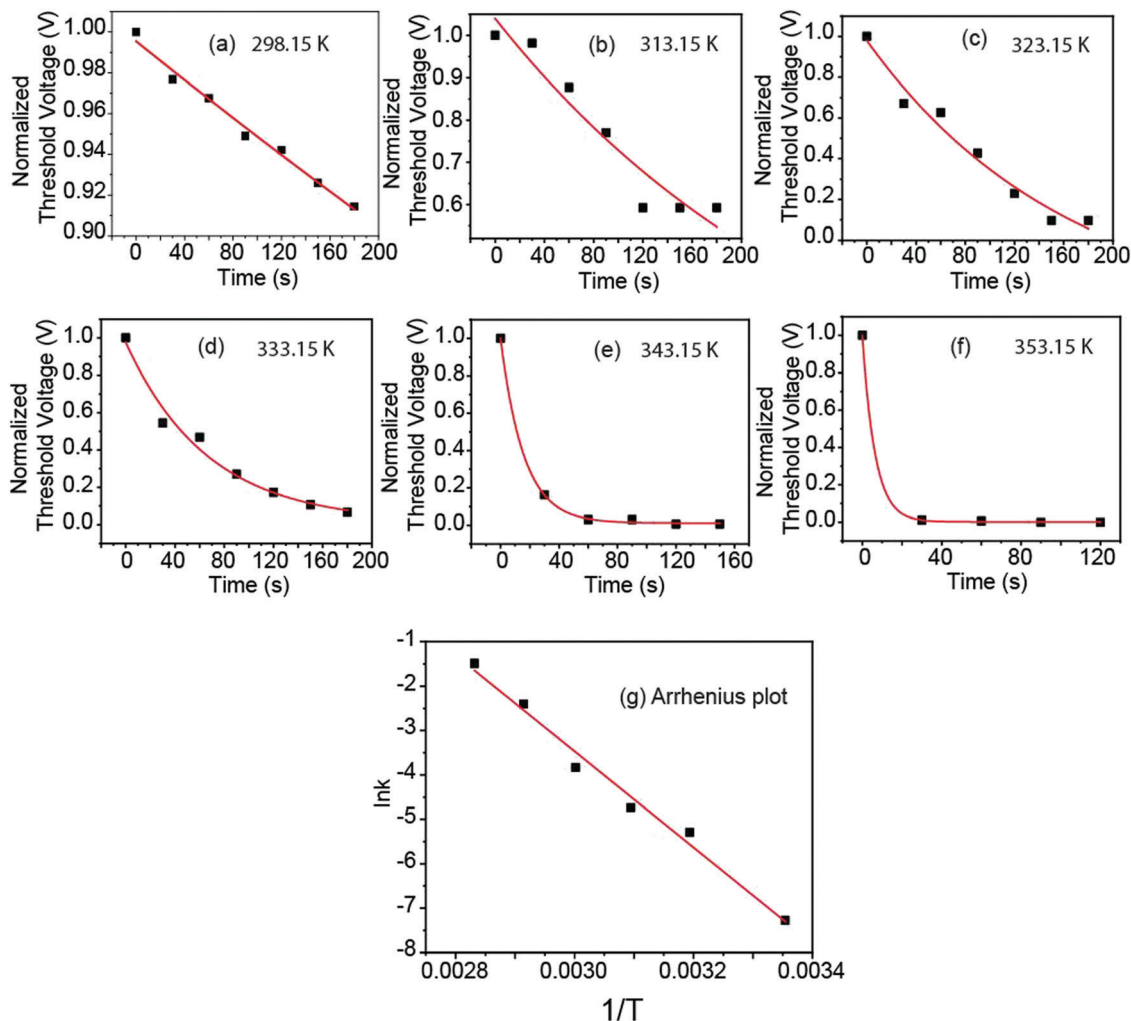 (a) 298.15 K
Normalized
Threshold Voltage (V)
1.00
0.98
0.96
0.94
0.92
0.90
0 40 80 120 160 200
Time (s)
(b) 313.15 K
Normalized
Threshold Voltage (V)
1.0
0.9
0.8
0.7
0.6
0 40 80 120 160 200
Time (s)
(c) 323.15 K
Normalized
Threshold Voltage (V)
1.0
0.8
0.6
0.4
0.2
0.0
0 40 80 120 160 200
Time (s)
(d) 333.15 K
Normalized
Threshold Voltage (V)
1.0
0.8
0.6
0.4
0.2
0.0
0 40 80 120 160 200
Time (s)
(e) 343.15 K
Normalized
Threshold Voltage (V)
1.0
0.8
0.6
0.4
0.2
0.0
0 40 80 120 160
Time (s)
(f) 353.15 K
Normalized
Threshold Voltage (V)
1.0
0.8
0.6
0.4
0.2
0.0
0 40 80 120
Time (s)
(g) Arrhenius plot
lnk
-1
-2
-3
-4
-5
-6
-7
-8
0.0028 0.0030 0.0032 0.0034
1/T